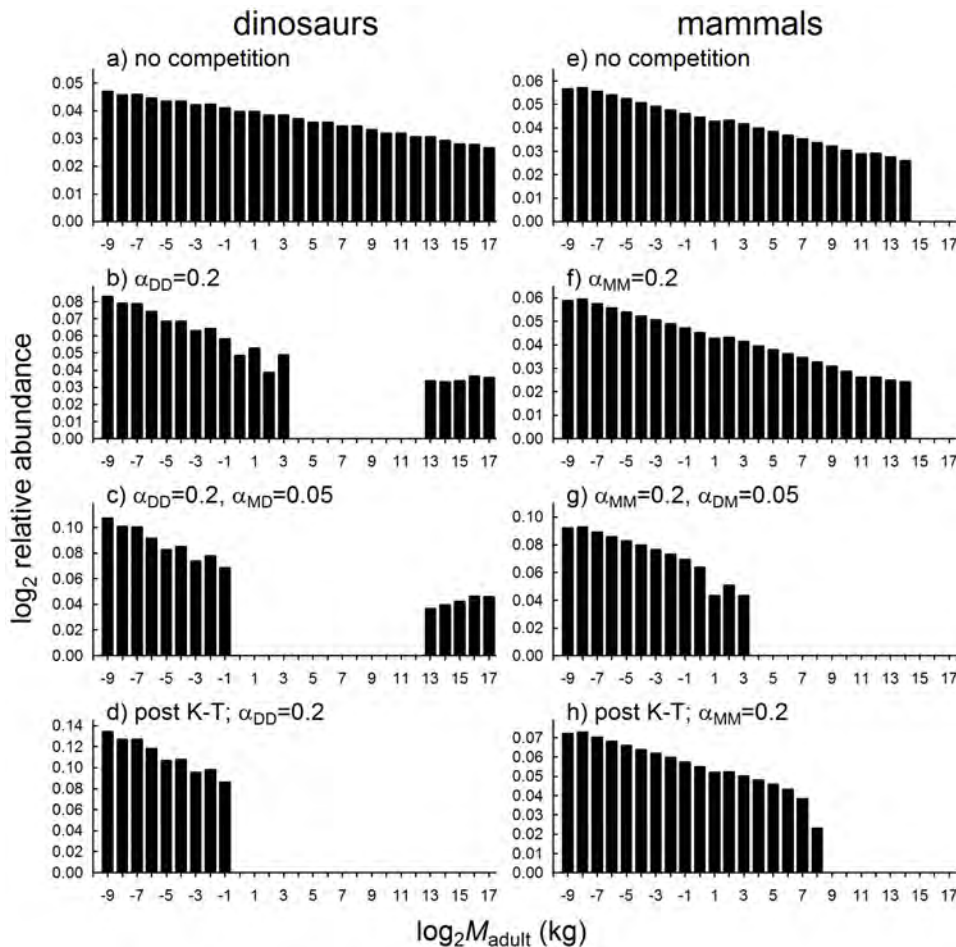 dinosaurs
mammals
a) no competition
0.05
0.04
0.03
0.02
0.01
0.00
-9 -7 -5 -3 -1 1 3 5 7 9 11 13 15 17
e) no competition
0.06
0.05
0.04
0.03
0.02
0.01
0.00
-9 -7 -5 -3 -1 1 3 5 7 9 11 13 15 17
b) αDD=0.2
0.08
0.07
0.06
0.05
0.04
0.03
0.02
0.01
0.00
-9 -7 -5 -3 -1 1 3 5 7 9 11 13 15 17
f) αMM=0.2
0.06
0.05
0.04
0.03
0.02
0.01
0.00
-9 -7 -5 -3 -1 1 3 5 7 9 11 13 15 17
log2 relative abundance
c) αDD=0.2, αMD=0.05
0.10
0.08
0.06
0.04
0.02
0.00
-9 -7 -5 -3 -1 1 3 5 7 9 11 13 15 17
g) αMM=0.2, αDM=0.05
0.10
0.08
0.06
0.04
0.02
0.00
-9 -7 -5 -3 -1 1 3 5 7 9 11 13 15 17
d) post K-T; αDD=0.2
0.14
0.12
0.10
0.08
0.06
0.04
0.02
0.00
-9 -7 -5 -3 -1 1 3 5 7 9 11 13 15 17
h) post K-T; αMM=0.2
0.07
0.06
0.05
0.04
0.03
0.02
0.01
0.00
-9 -7 -5 -3 -1 1 3 5 7 9 11 13 15 17
log2Madult (kg)